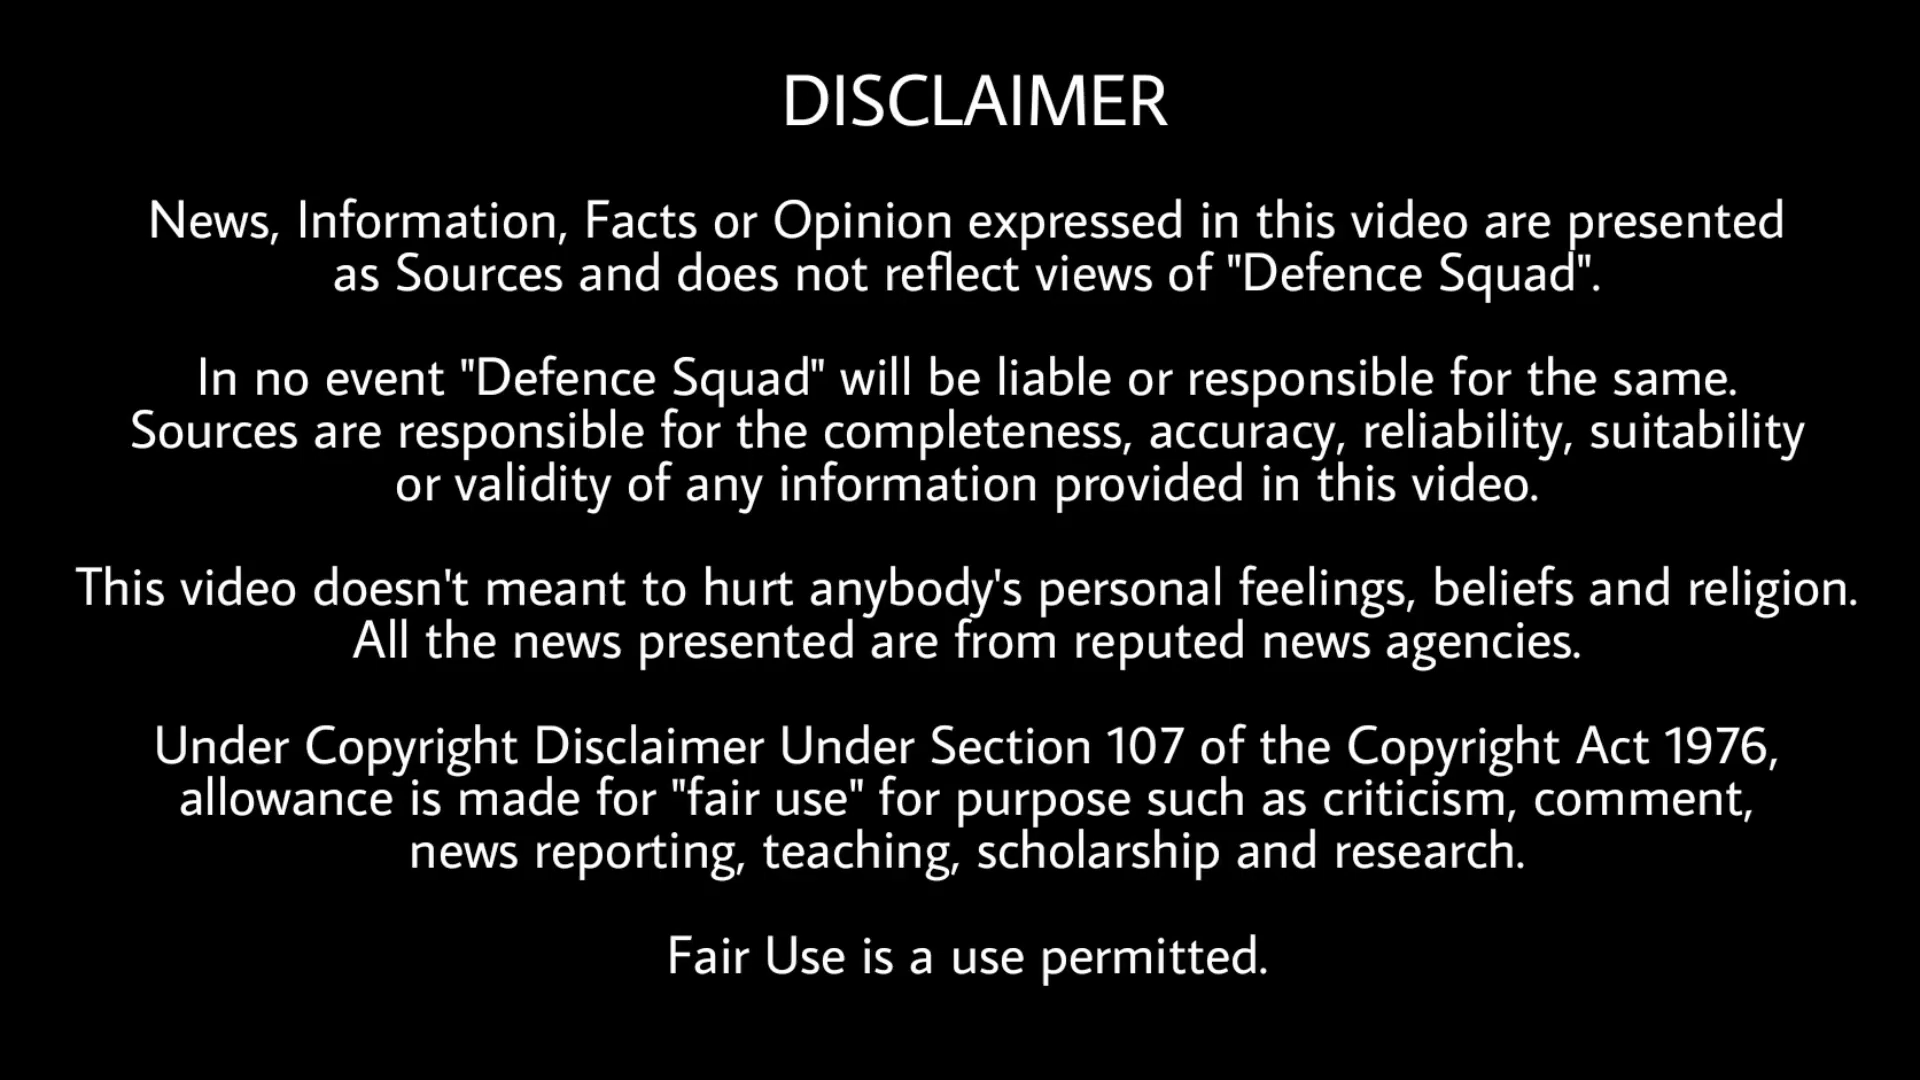 DISCLAIMER
News, Information, Facts or Opinion expressed in this video are presented
as Sources and does not reflect views of "Defence Squad".
In no event "Defence Squad" will be liable or responsible for the same.
Sources are responsible for the completeness, accuracy, reliability, suitability
or validity of any information provided in this video.
This video doesn't meant to hurt anybody's personal feelings, beliefs and religion.
All the news presented are from reputed news agencies.
Under Copyright Disclaimer Under Section 107 of the Copyright Act 1976,
allowance is made for "fair use" for purpose such as criticism, comment,
news reporting, teaching, scholarship and research.
Fair Use is a use permitted.